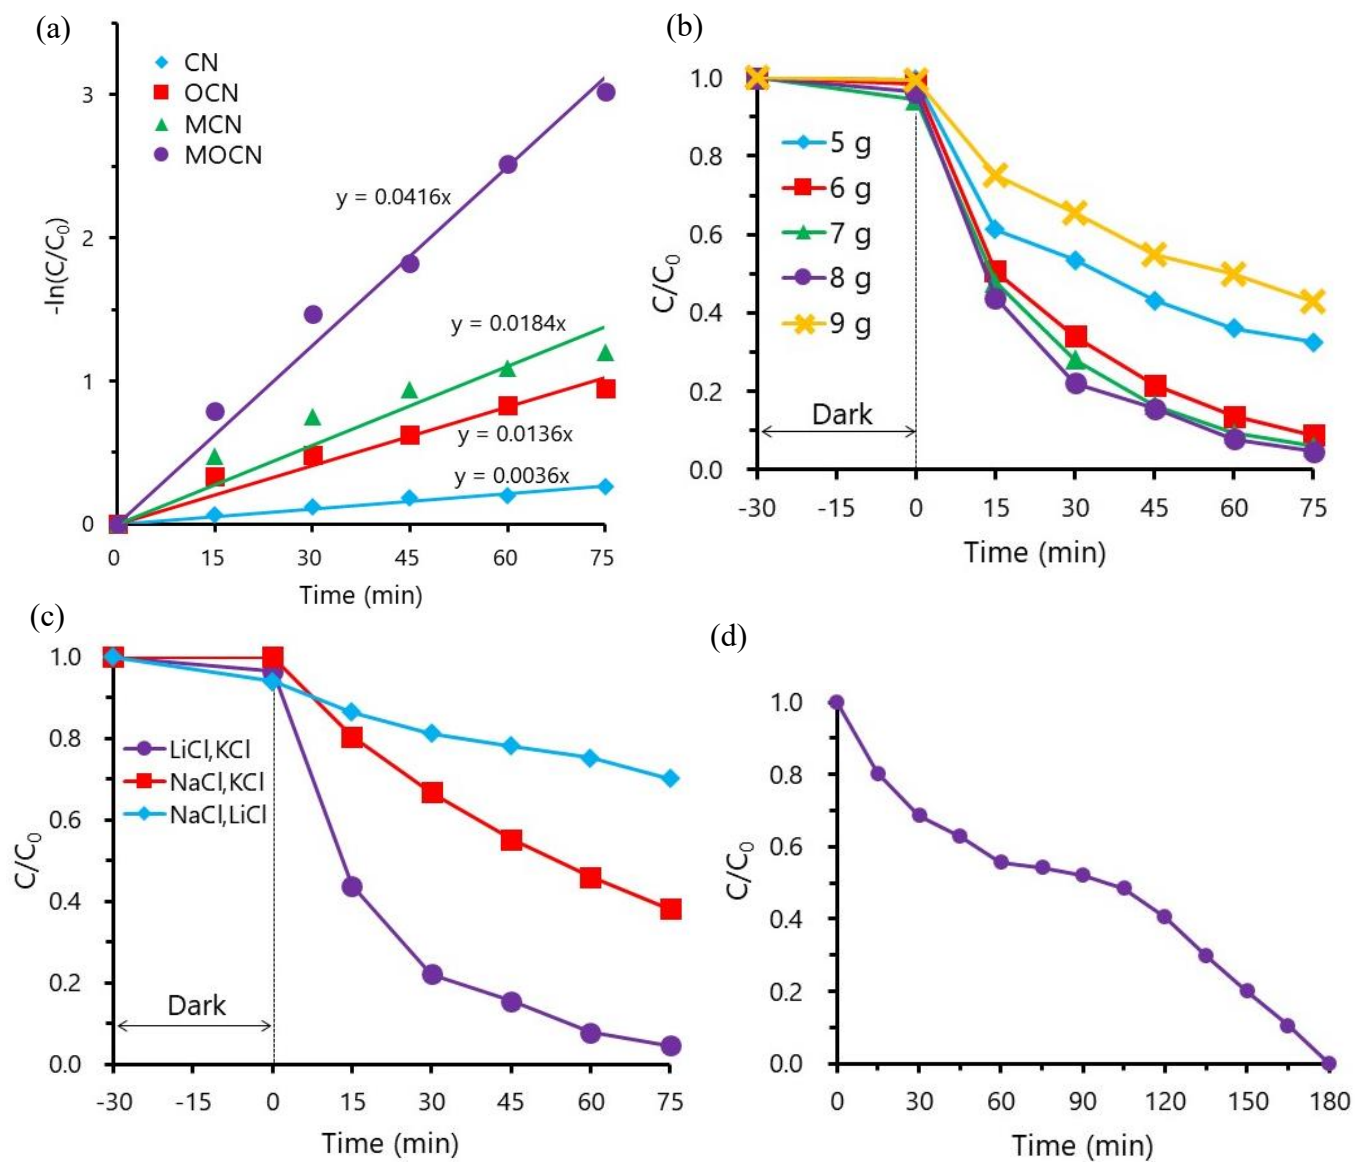 (a)
CN
OCN
MCN
MOCN
3
2
1
0
-ln(C/C0)
y = 0.0416x
y = 0.0184x
y = 0.0136x
y = 0.0036x
0 15 30 45 60 75
Time (min)
(b)
1.0
0.8
0.6
0.4
0.2
0.0
C/C0
5 g
6 g
7 g
8 g
9 g
Dark
-30 -15 0 15 30 45 60 75
Time (min)
(c)
1.0
0.8
0.6
0.4
0.2
0.0
C/C0
LiCl,KCl
NaCl,KCl
NaCl,LiCl
Dark
-30 -15 0 15 30 45 60 75
Time (min)
(d)
1.0
0.8
0.6
0.4
0.2
0.0
C/C0
0 30 60 90 120 150 180
Time (min)